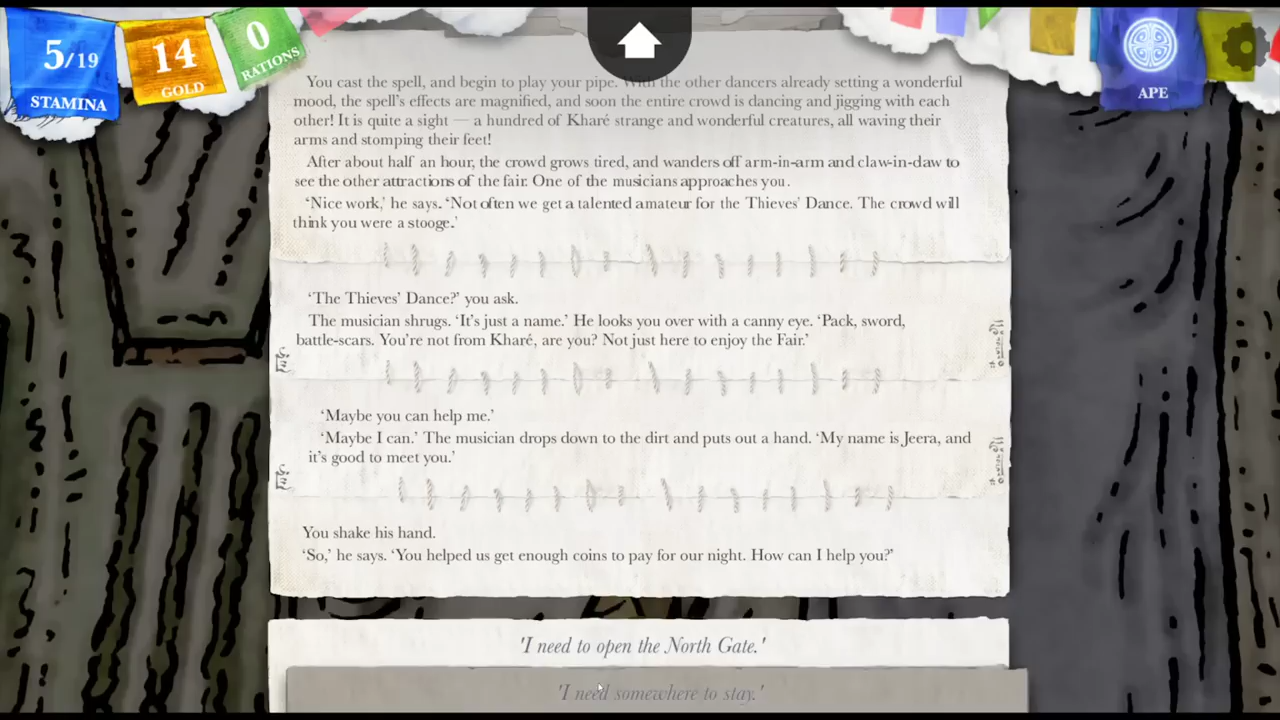 5/19
STAMINA
14
GOLD
0
RATIONS
APE
You cast the spell, and begin to play your pipe. With the other dancers already setting a wonderful
mood, the spell's effects are magnified, and soon the entire crowd is dancing and jigging with each
other! It is quite a sight — a hundred of Kharé strange and wonderful creatures, all waving their
arms and stomping their feet!
After about half an hour, the crowd grows tired, and wanders off arm-in-arm and claw-in-claw to
see the other attractions of the fair. One of the musicians approaches you.
‘Nice work,’ he says. ‘Not often we get a talented amateur for the Thieves’ Dance. The crowd will
think you were a stooge.’
‘The Thieves’ Dance?’ you ask.
The musician shrugs. ‘It’s just a name.’ He looks you over with a canny eye. ‘Pack, sword,
battle-scars. You’re not from Kharé, are you? Not just here to enjoy the Fair.’
‘Maybe you can help me.’
‘Maybe I can.’ The musician drops down to the dirt and puts out a hand. ‘My name is Jeera, and
it’s good to meet you.’
You shake his hand.
‘So,’ he says. ‘You helped us get enough coins to pay for our night. How can I help you?’
'I need to open the North Gate.'
'I need somewhere to stay.'